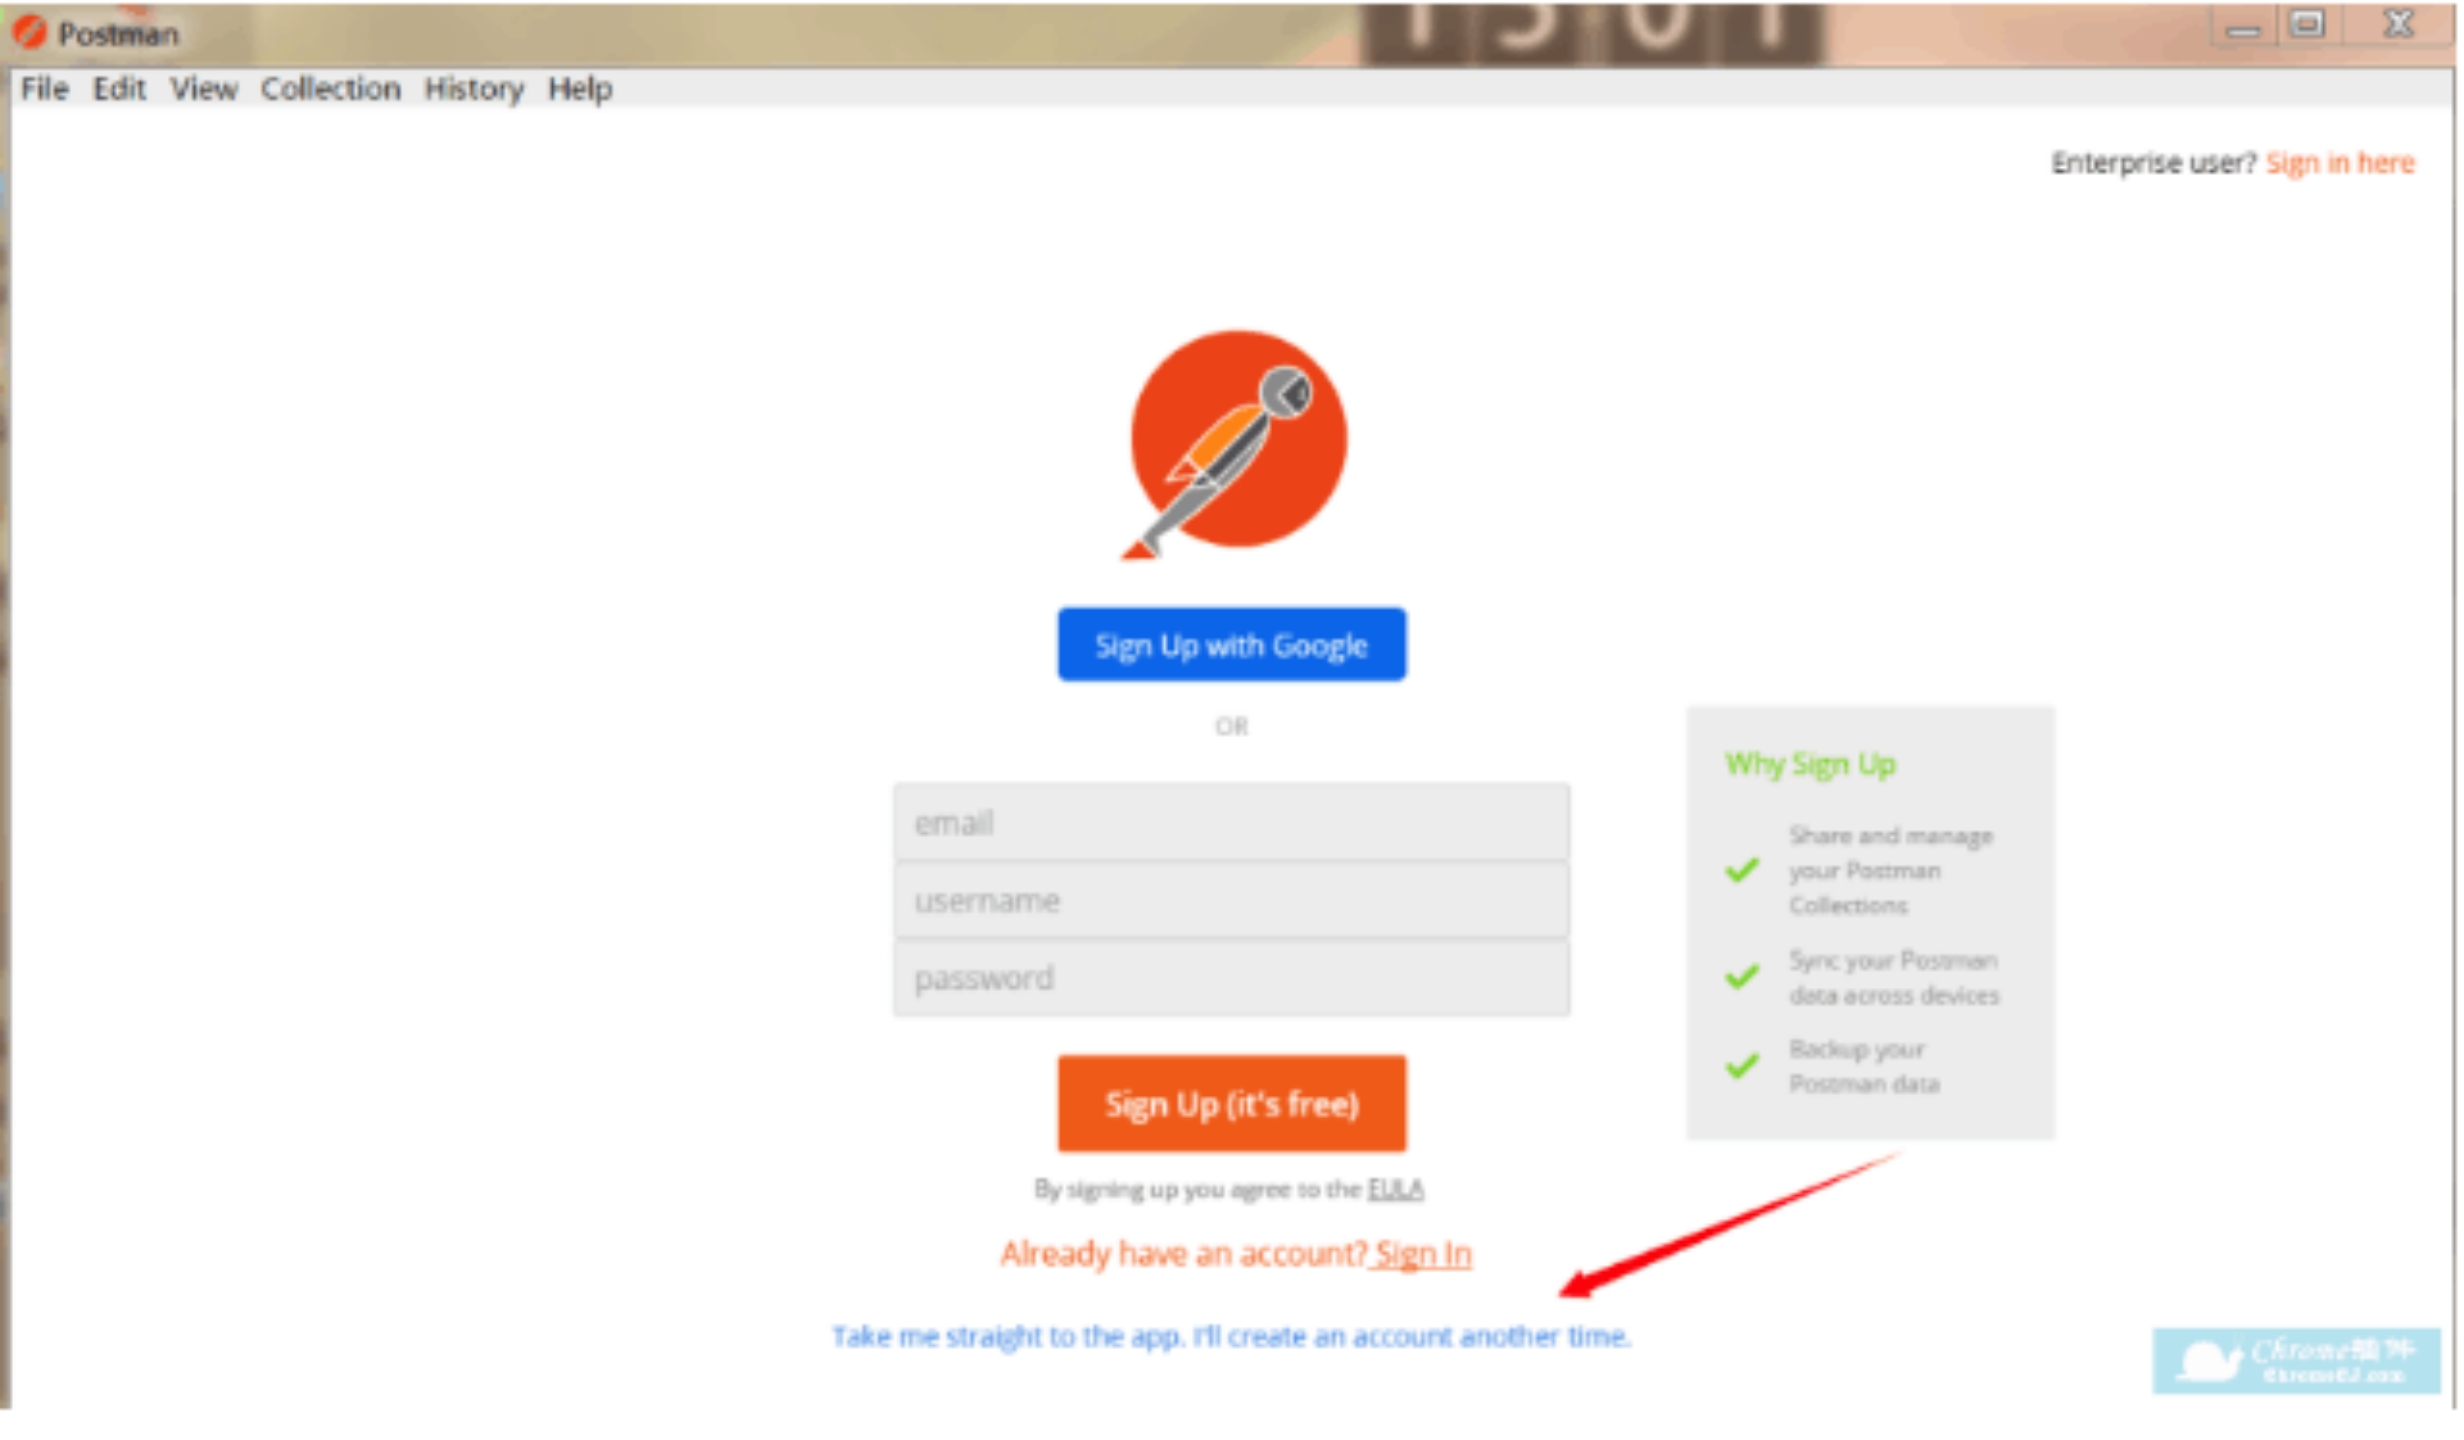 Postman
File Edit View Collection History Help
Enterprise user? Sign in here
Sign Up with Google
OR
email
username
password
Sign Up (it's free)
By signing up you agree to the EULA
Already have an account? Sign In
Take me straight to the app. I'll create an account another time.
Why Sign Up
Share and manage
your Postman
Collections
Sync your Postman
data across devices
Backup your
Postman data
Chrome插件